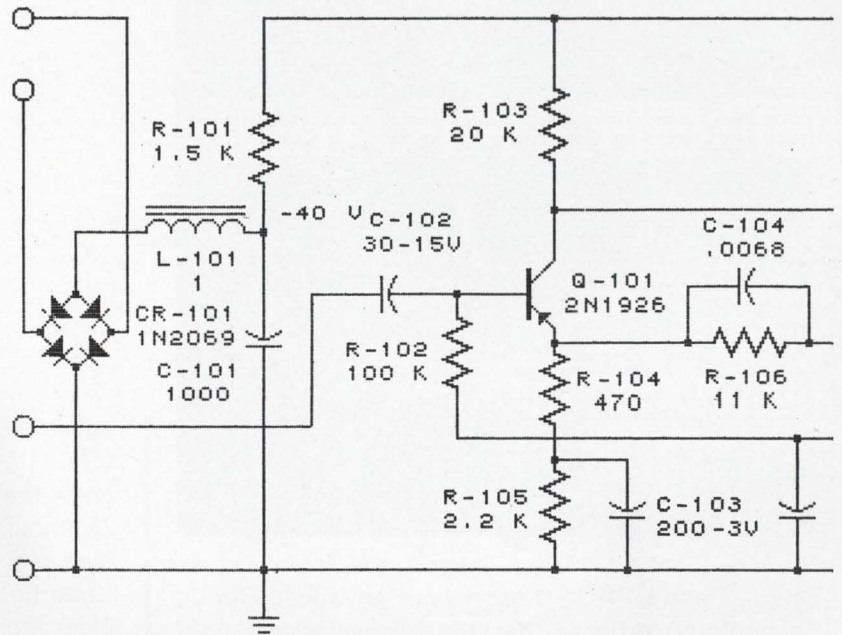 R-101
1.5 K
R-103
20 K
-40 V
C-102
30-15V
C-104
.0068
L-101
1
Q-101
2N1926
CR-101
1N2069
R-102
100 K
C-101
1000
R-104
470
R-106
11 K
R-105
2.2 K
C-103
200-3V